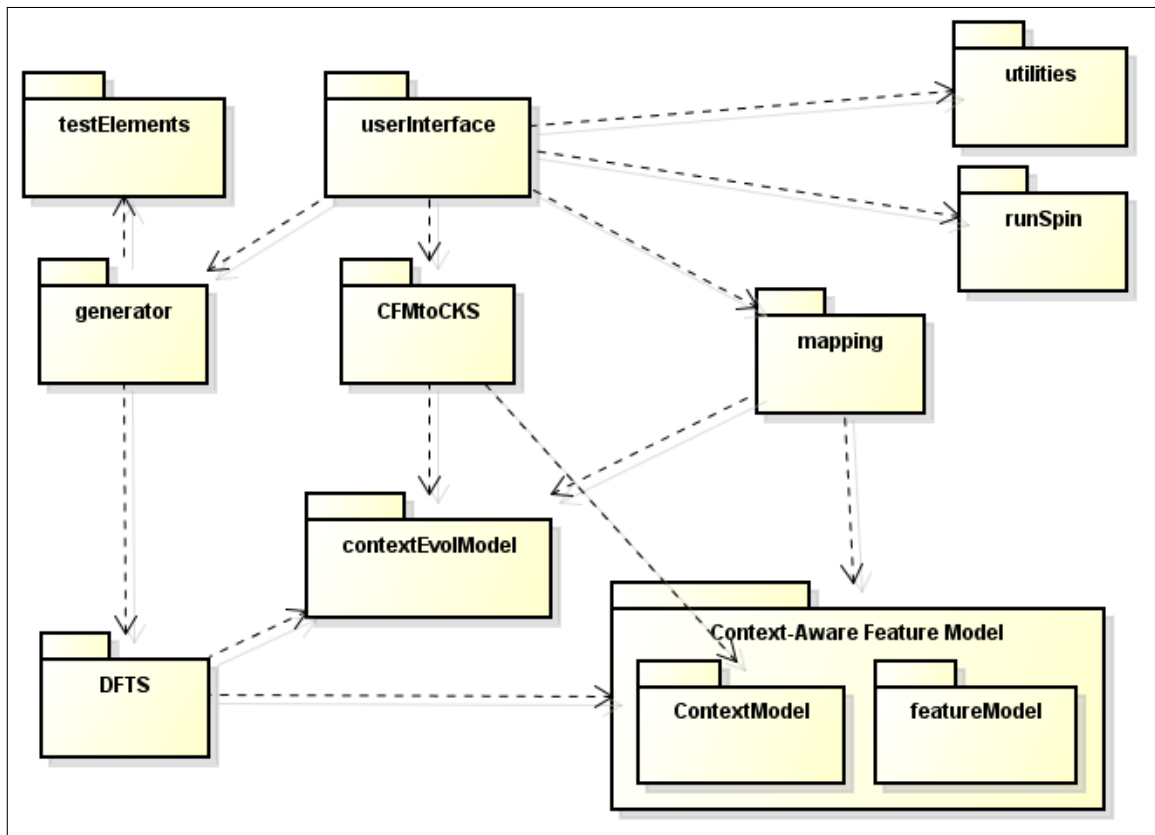 utilities
testElements
userInterface
runSpin
generator
CFMtoCKS
mapping
contextEvolModel
Context-Aware Feature Model
DFTS
ContextModel
featureModel